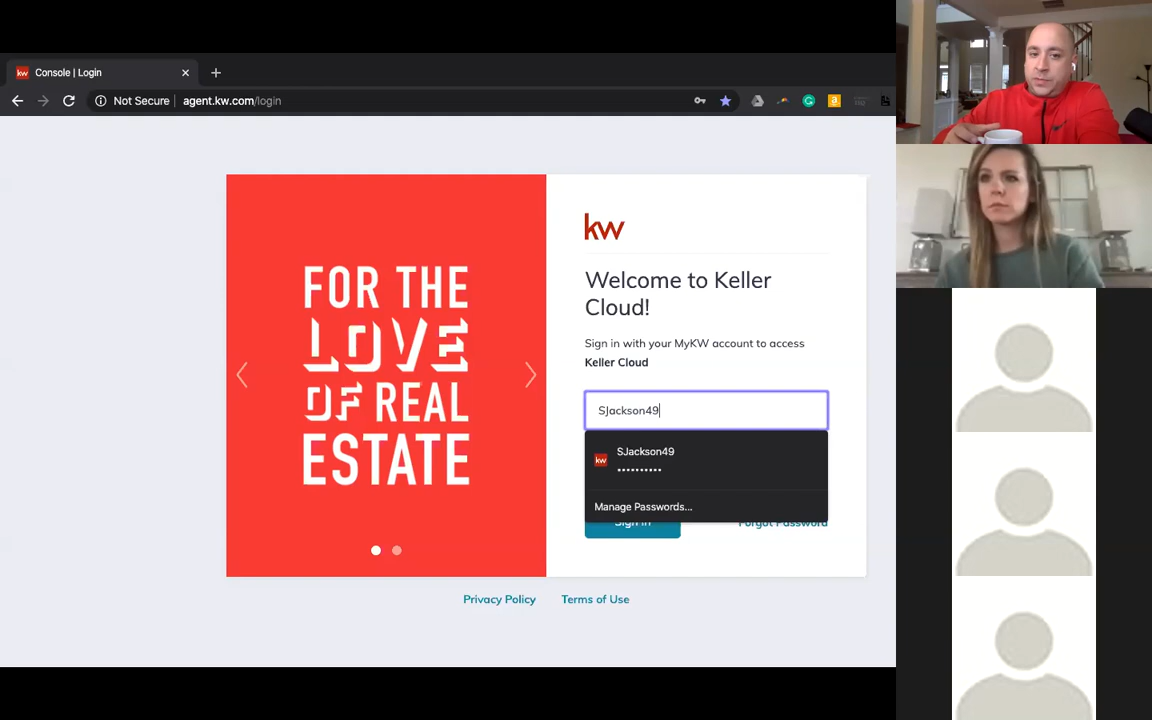 kw Console | Login
Not Secure agent.kw.com/login
FOR THE
LOVE
OF REAL
ESTATE
kw
Welcome to Keller
Cloud!
Sign in with your MyKW account to access
Keller Cloud
SJackson49
kw SJackson49
••••••••••
Manage Passwords...
Sign In Forgot Password
Privacy Policy Terms of Use